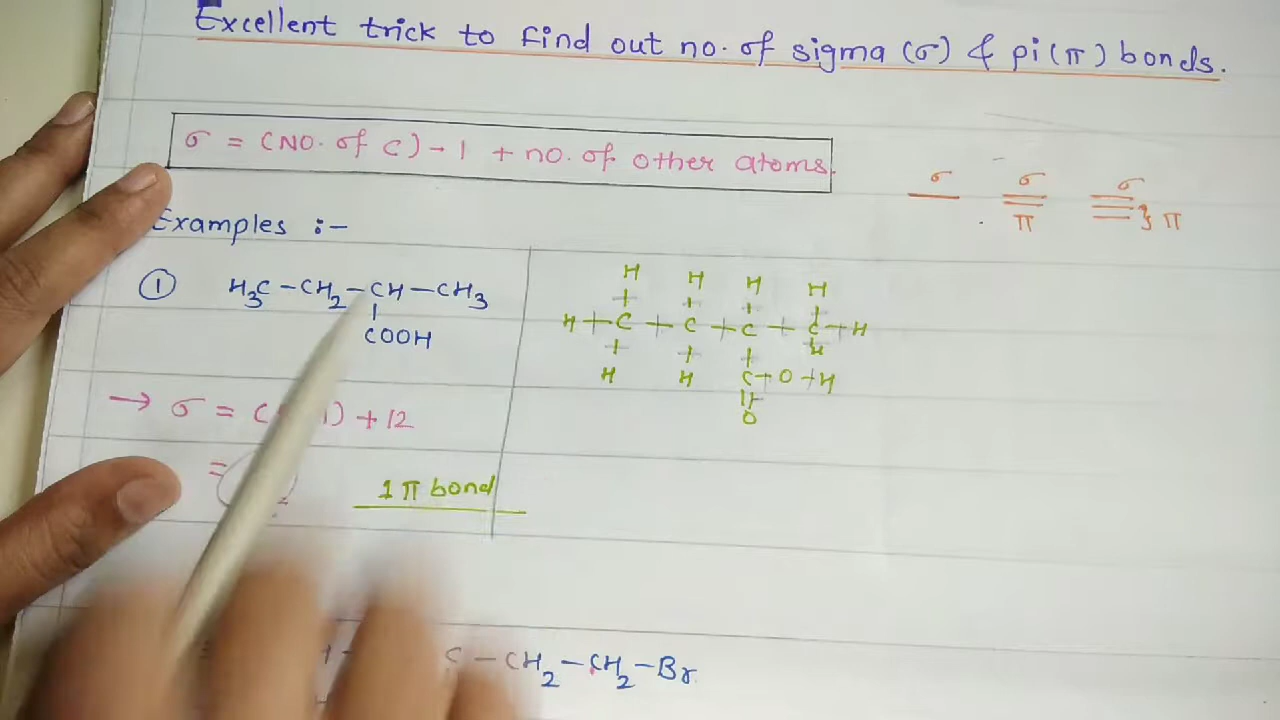 Excellent trick to find out no. of sigma (σ) & pi(π) bonds.
σ = (No. of C) - 1 + no. of other atoms.
σ σ σ
π } π
Examples :-
① H₃C - CH₂ - CH - CH₃
COOH
H H H H
H C C C C H
H
H H C O H
O
→ σ = ( 1) + 12
=
1 π bond
C - CH₂ - CH₂ - Br